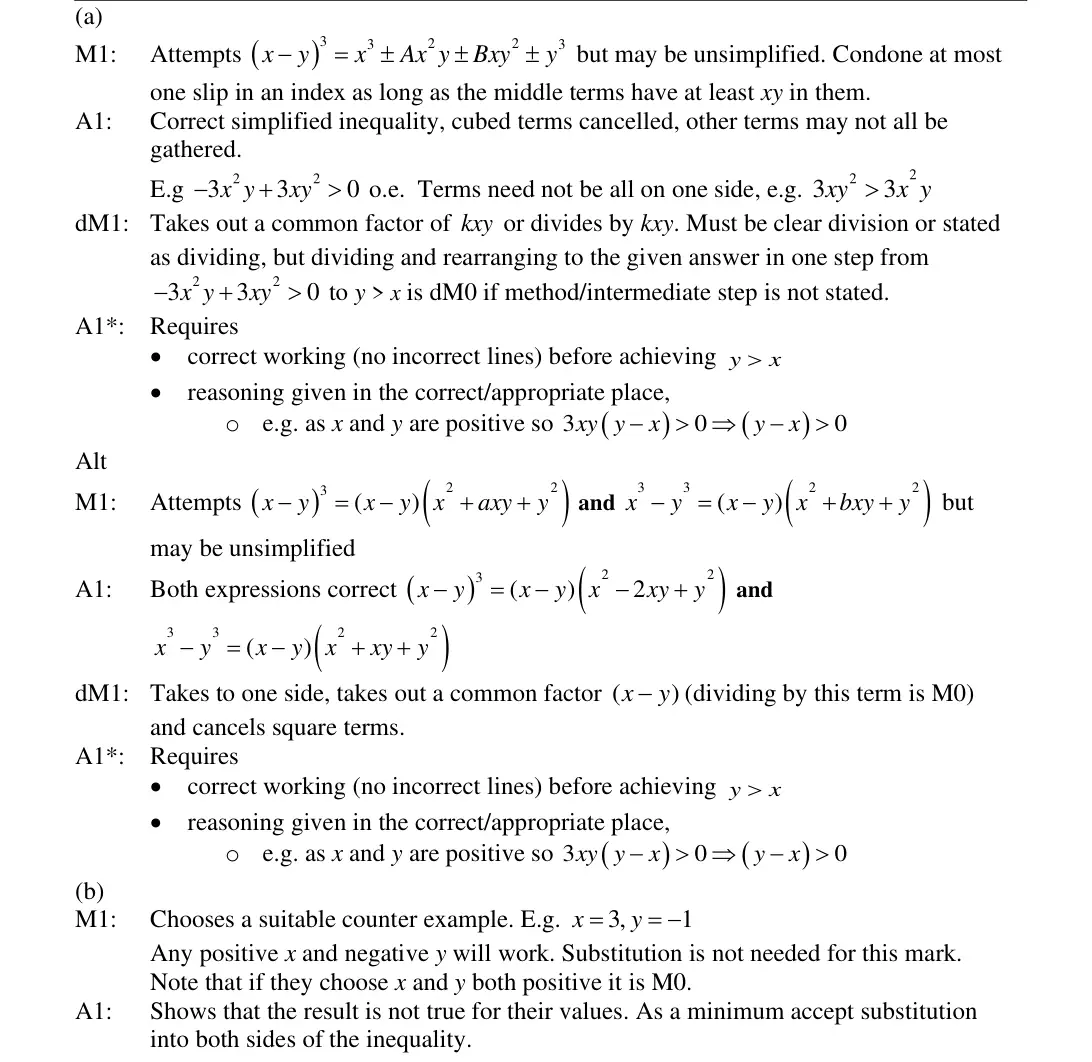 (a)
M1: Attempts (x − y)³ = x³ ± Ax²y ± Bxy² ± y³ but may be unsimplified. Condone at most
one slip in an index as long as the middle terms have at least xy in them.
A1: Correct simplified inequality, cubed terms cancelled, other terms may not all be
gathered.
E.g −3x²y + 3xy² > 0 o.e. Terms need not be all on one side, e.g. 3xy² > 3x²y
dM1: Takes out a common factor of kxy or divides by kxy. Must be clear division or stated
as dividing, but dividing and rearranging to the given answer in one step from
−3x²y + 3xy² > 0 to y > x is dM0 if method/intermediate step is not stated.
A1*: Requires
• correct working (no incorrect lines) before achieving y > x
• reasoning given in the correct/appropriate place,
○ e.g. as x and y are positive so 3xy(y − x) > 0 ⇒ (y − x) > 0
Alt
M1: Attempts (x − y)³ = (x − y)(x² + axy + y²) and x³ − y³ = (x − y)(x² + bxy + y²) but
may be unsimplified
A1: Both expressions correct (x − y)³ = (x − y)(x² − 2xy + y²) and
x³ − y³ = (x − y)(x² + xy + y²)
dM1: Takes to one side, takes out a common factor (x − y) (dividing by this term is M0)
and cancels square terms.
A1*: Requires
• correct working (no incorrect lines) before achieving y > x
• reasoning given in the correct/appropriate place,
○ e.g. as x and y are positive so 3xy(y − x) > 0 ⇒ (y − x) > 0
(b)
M1: Chooses a suitable counter example. E.g. x = 3, y = −1
Any positive x and negative y will work. Substitution is not needed for this mark.
Note that if they choose x and y both positive it is M0.
A1: Shows that the result is not true for their values. As a minimum accept substitution
into both sides of the inequality.